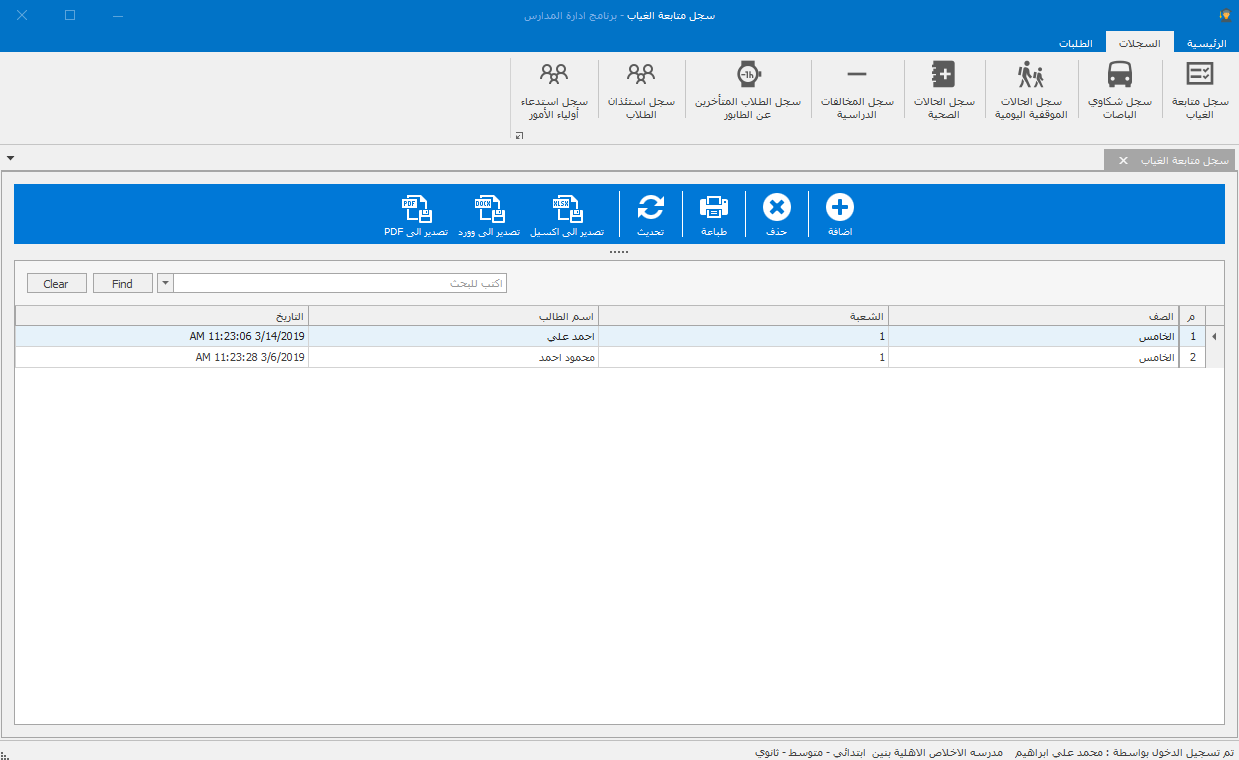 سجل متابعة الغياب - برنامج ادارة المدارس
الرئيسية السجلات الطلبات
سجل متابعة الغياب
سجل شكاوي الباصات
سجل الحالات الموقفية اليومية
سجل الحالات الصحية
سجل المخالفات الدراسية
سجل الطلاب المتأخرين عن الطابور
سجل استئذان الطلاب
سجل استدعاء أولياء الأمور
سجل متابعة الغياب
اضافة حذف طباعة تحديث تصدير الى اكسيل تصدير الى وورد تصدير الى PDF
XLSX DOCX PDF
-1h
اكتب للبحث Find Clear
م الصف الشعبة اسم الطالب التاريخ
1 الخامس 1 احمد علي 3/14/2019 11:23:06 AM
2 الخامس 1 محمود احمد 3/6/2019 11:23:28 AM
تم تسجيل الدخول بواسطة : محمد علي ابراهيم مدرسه الاخلاص الاهلية بنين ابتدائي - متوسط - ثانوي